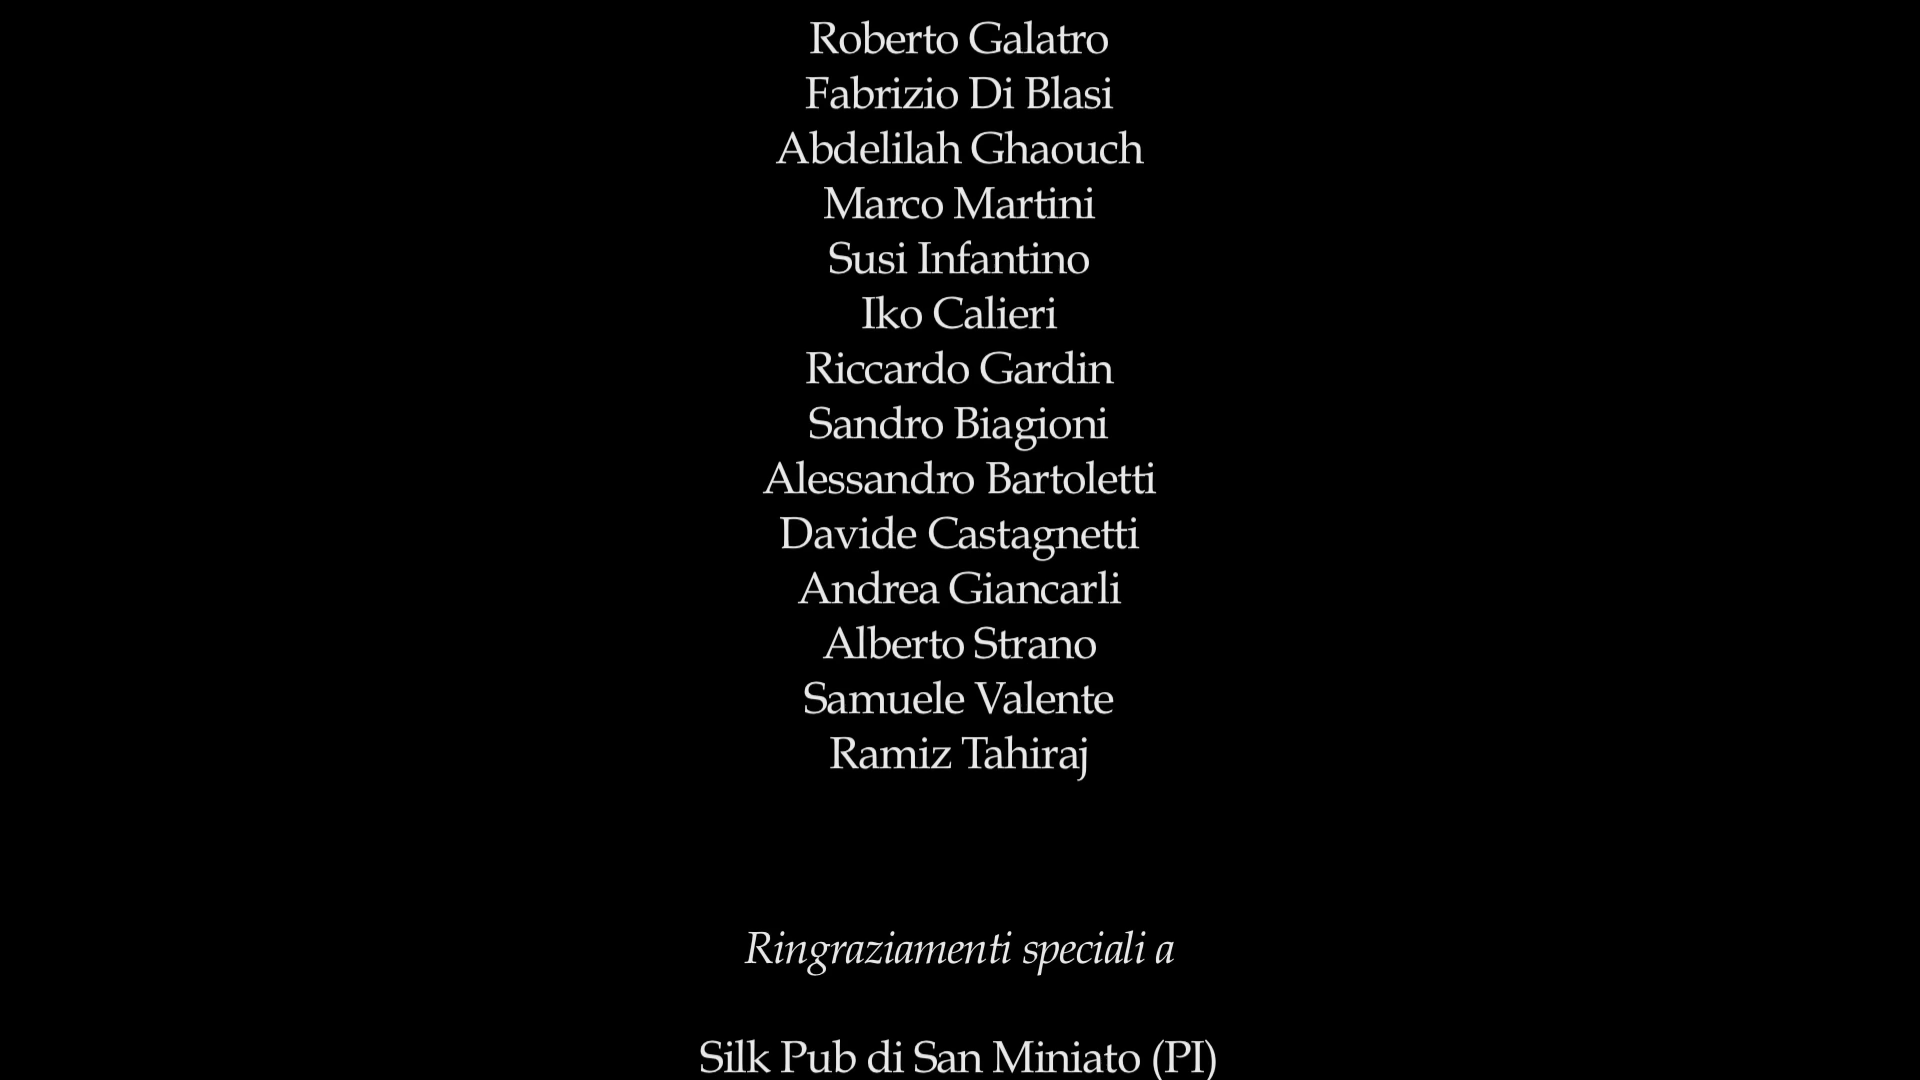 Roberto Galatro
Fabrizio Di Blasi
Abdelilah Ghaouch
Marco Martini
Susi Infantino
Iko Calieri
Riccardo Gardin
Sandro Biagioni
Alessandro Bartoletti
Davide Castagnetti
Andrea Giancarli
Alberto Strano
Samuele Valente
Ramiz Tahiraj
Ringraziamenti speciali a
Silk Pub di San Miniato (PI)